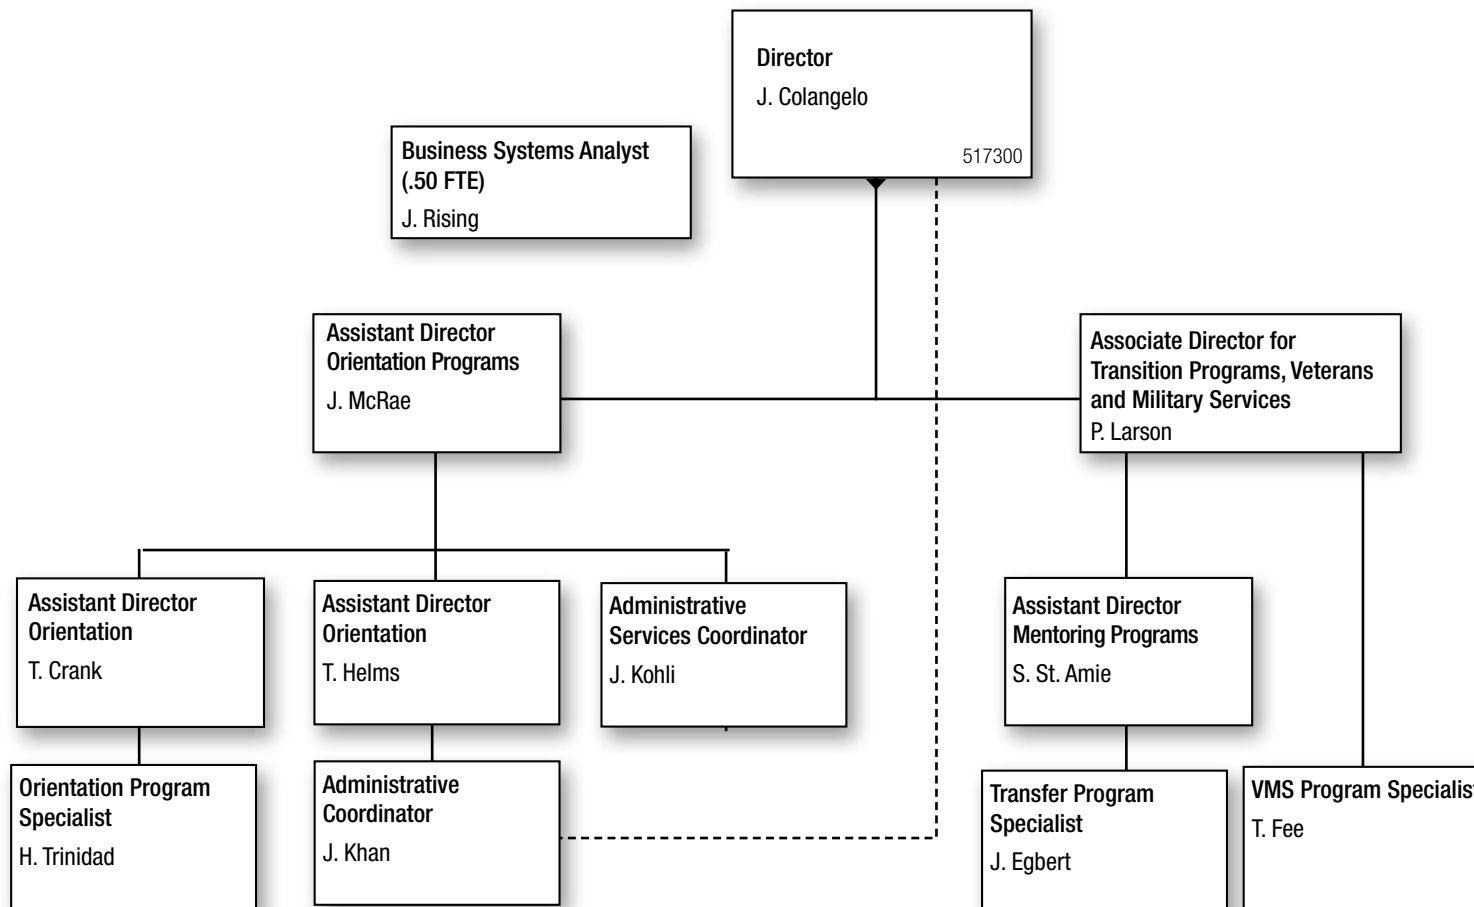 Director
J. Colangelo
517300
Business Systems Analyst
(.50 FTE)
J. Rising
Assistant Director
Orientation Programs
J. McRae
Associate Director for
Transition Programs, Veterans
and Military Services
P. Larson
Assistant Director
Orientation
T. Crank
Assistant Director
Orientation
T. Helms
Administrative
Services Coordinator
J. Kohli
Assistant Director
Mentoring Programs
S. St. Amie
Orientation Program
Specialist
H. Trinidad
Administrative
Coordinator
J. Khan
Transfer Program
Specialist
J. Egbert
VMS Program Specialist
T. Fee